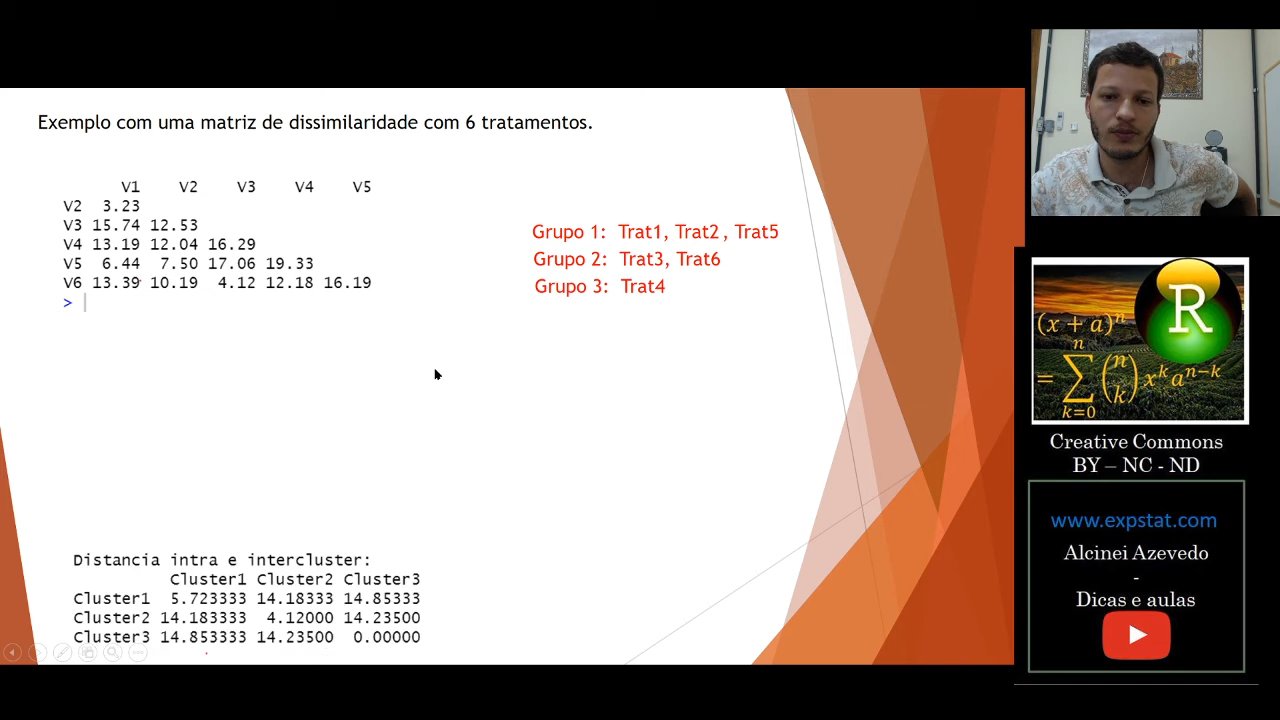 Exemplo com uma matriz de dissimilaridade com 6 tratamentos.
V1 V2 V3 V4 V5
V2 3.23
V3 15.74 12.53
V4 13.19 12.04 16.29
V5 6.44 7.50 17.06 19.33
V6 13.39 10.19 4.12 12.18 16.19
>
Grupo 1: Trat1, Trat2 , Trat5
Grupo 2: Trat3, Trat6
Grupo 3: Trat4
Distancia intra e intercluster:
Cluster1 Cluster2 Cluster3
Cluster1 5.723333 14.18333 14.85333
Cluster2 14.183333 4.12000 14.23500
Cluster3 14.853333 14.23500 0.00000
R
(x + a)^n
= ∑_{k=0}^{n} (n k) x^k a^{n−k}
Creative Commons
BY – NC - ND
www.expstat.com
Alcinei Azevedo
-
Dicas e aulas